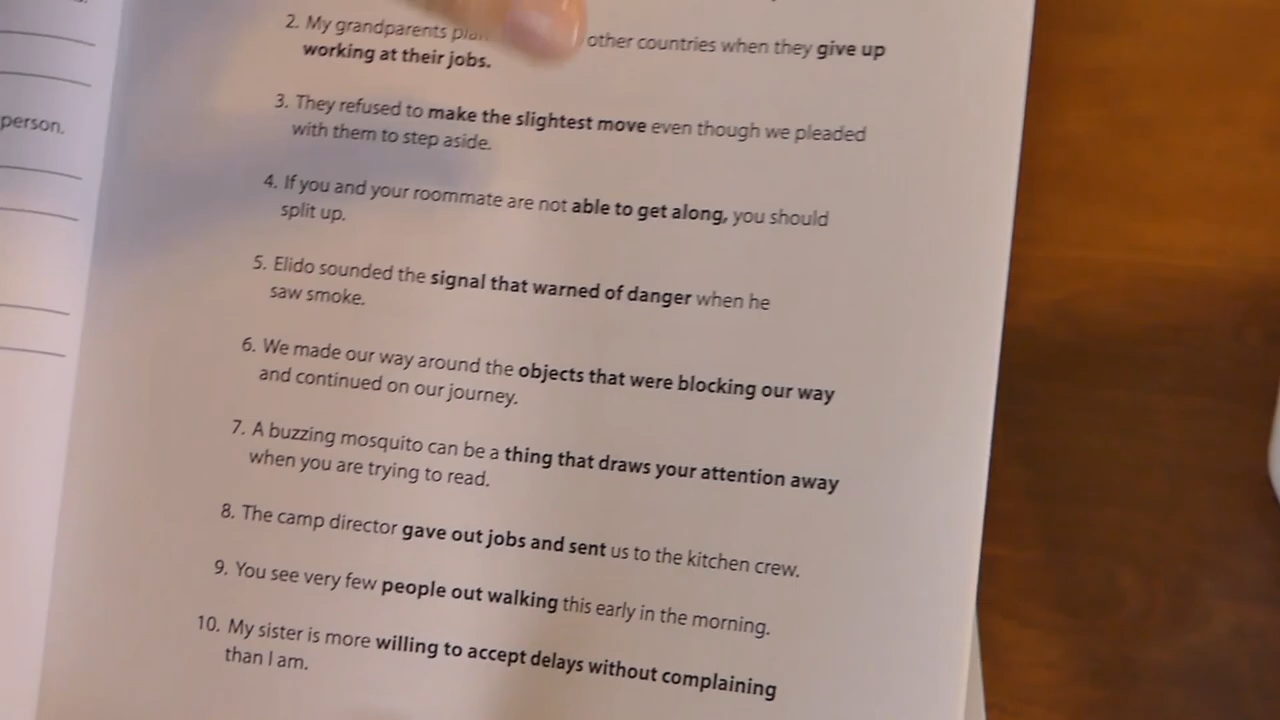 person.
2. My grandparents other countries when they give up
working at their jobs.
3. They refused to make the slightest move even though we pleaded
with them to step aside.
4. If you and your roommate are not able to get along, you should
split up.
5. Elido sounded the signal that warned of danger when he
saw smoke.
6. We made our way around the objects that were blocking our way
and continued on our journey.
7. A buzzing mosquito can be a thing that draws your attention away
when you are trying to read.
8. The camp director gave out jobs and sent us to the kitchen crew.
9. You see very few people out walking this early in the morning.
10. My sister is more willing to accept delays without complaining
than I am.